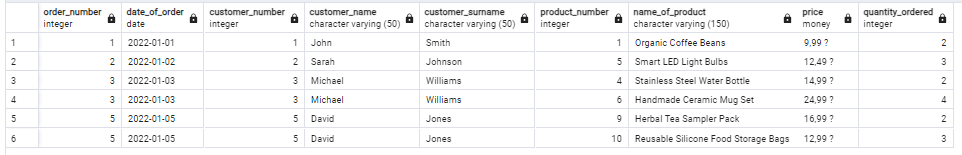 order_number date_of_order customer_number customer_name customer_surname product_number name_of_product price quantity_ordered
integer date integer character varying (50) character varying (50) integer character varying (150) money integer
1 1 2022-01-01 1 John Smith 1 Organic Coffee Beans 9,99 ? 2
2 2 2022-01-02 2 Sarah Johnson 5 Smart LED Light Bulbs 12,49 ? 3
3 3 2022-01-03 3 Michael Williams 4 Stainless Steel Water Bottle 14,99 ? 2
4 3 2022-01-03 3 Michael Williams 6 Handmade Ceramic Mug Set 24,99 ? 4
5 5 2022-01-05 5 David Jones 9 Herbal Tea Sampler Pack 16,99 ? 2
6 5 2022-01-05 5 David Jones 10 Reusable Silicone Food Storage Bags 12,99 ? 3